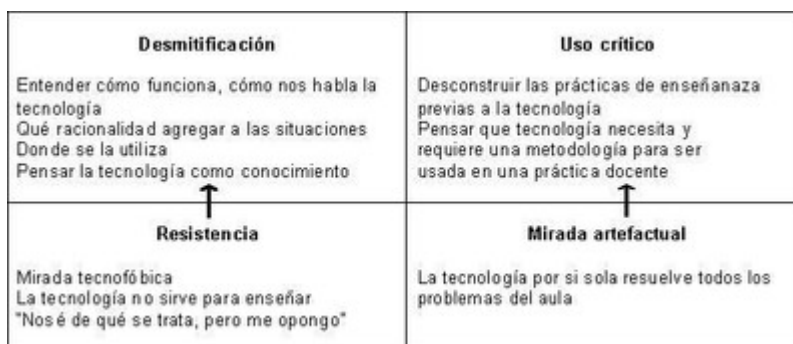 Desmitificación
Entender cómo funciona, cómo nos habla la
tecnología
Qué racionalidad agregar a las situaciones
Donde se la utiliza
Pensar la tecnología como conocimiento
Uso crítico
Desconstruir las prácticas de enseñanaza
previas a la tecnología
Pensar que tecnología necesita y
requiere una metodología para ser
usada en una práctica docente
Resistencia
Mirada tecnofóbica
La tecnología no sirve para enseñar
"Nosé de qué se trata, pero me opongo"
Mirada artefactual
La tecnología por si sola resuelve todos los
problemas del aula